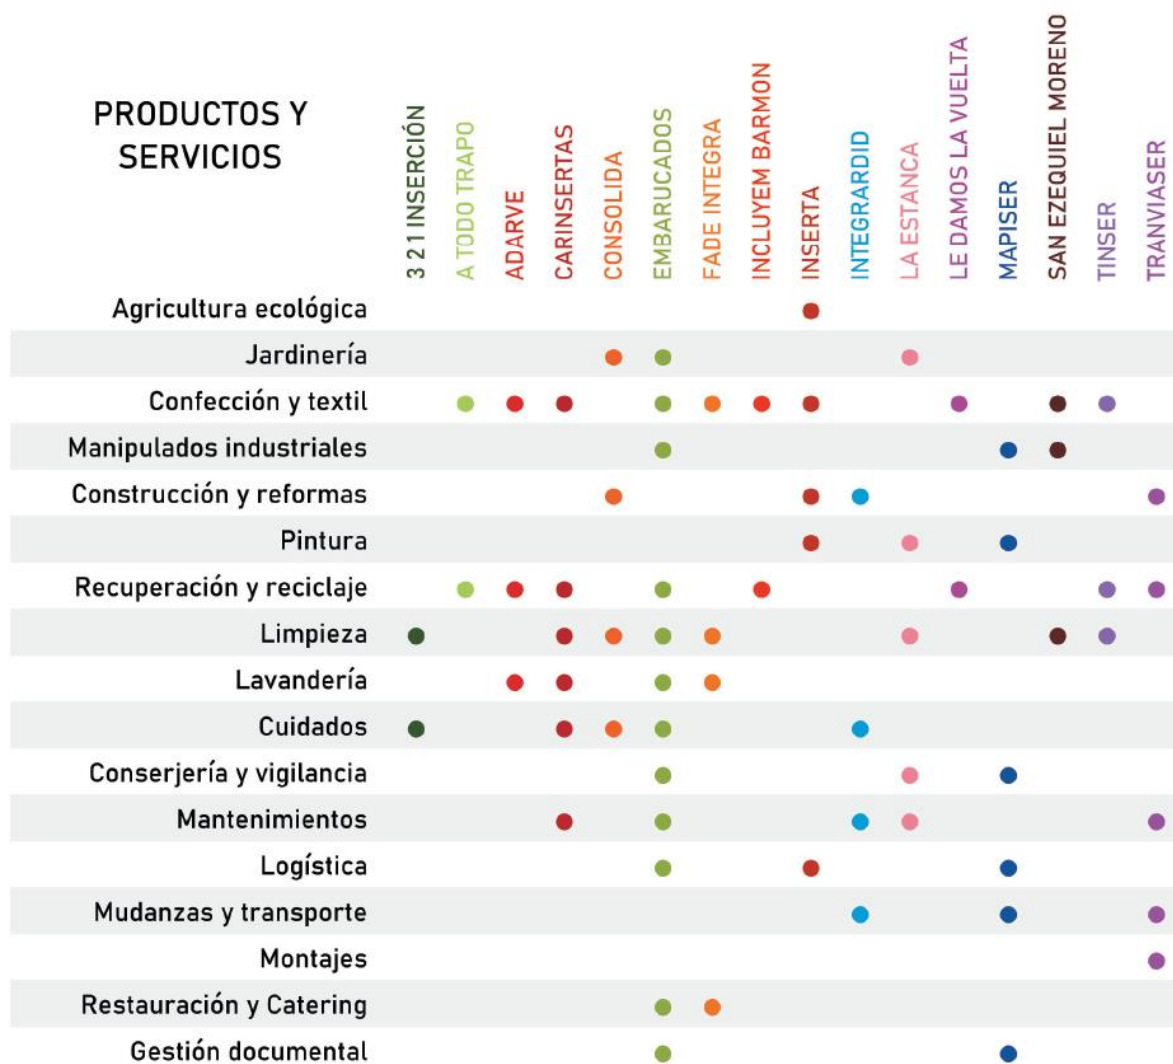 PRODUCTOS Y
SERVICIOS
3 2 1 INSERCIÓN
A TODO TRAPO
ADARVE
CARINSERTAS
CONSOLIDA
EMBARUCADOS
FADE INTEGRA
INCLUYEM BARMON
INSERTA
INTEGRARDID
LA ESTANCA
LE DAMOS LA VUELTA
MAPISER
SAN EZEQUIEL MORENO
TINSER
TRANVIASER
Agricultura ecológica
Jardinería
Confección y textil
Manipulados industriales
Construcción y reformas
Pintura
Recuperación y reciclaje
Limpieza
Lavandería
Cuidados
Conserjería y vigilancia
Mantenimientos
Logística
Mudanzas y transporte
Montajes
Restauración y Catering
Gestión documental